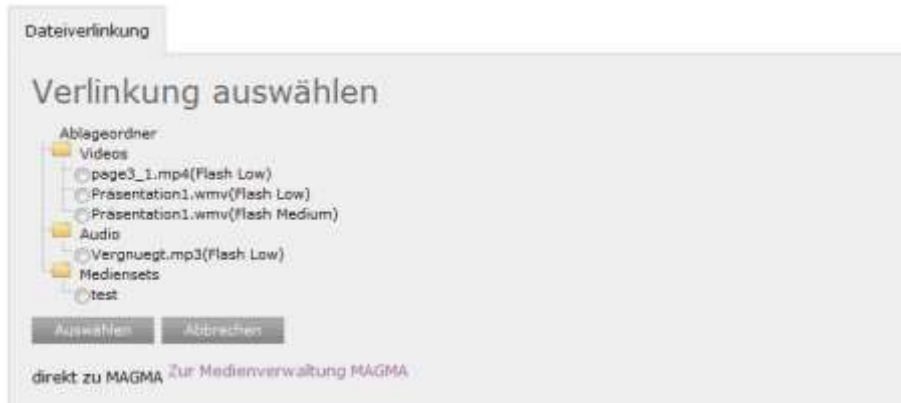 Dateiverlinkung
Verlinkung auswählen
Ablageordner
Videos
page3_1.mp4(Flash Low)
Präsentation1.wmv(Flash Low)
Präsentation1.wmv(Flash Medium)
Audio
Vergnuegt.mp3(Flash Low)
Mediensets
test
Auswählen Abbrechen
direkt zu MAGMA Zur Medienverwaltung MAGMA